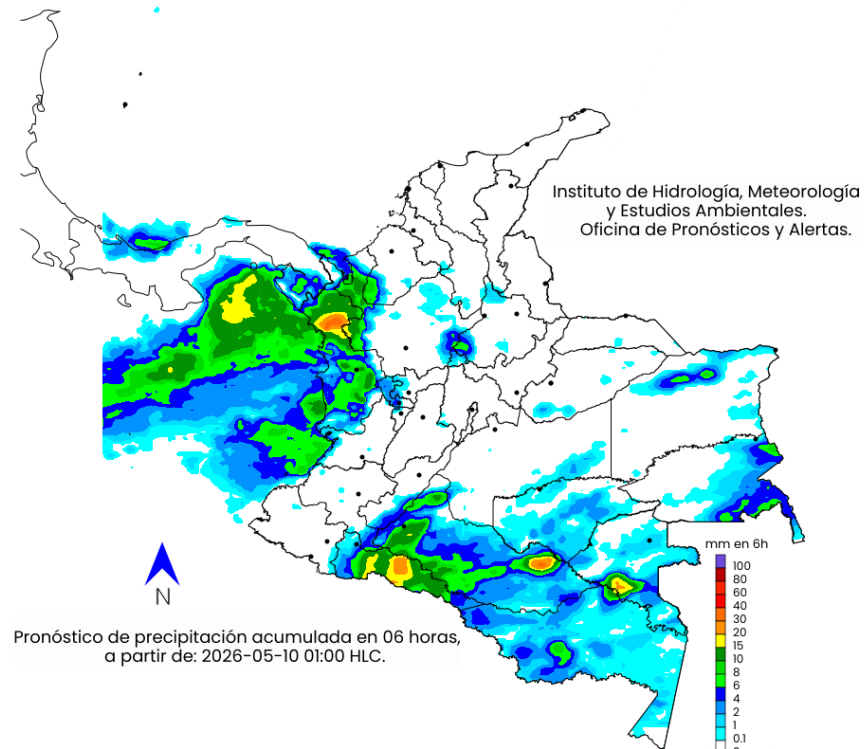 Instituto de Hidrología, Meteorología
y Estudios Ambientales.
Oficina de Pronósticos y Alertas.
mm en 6h
100
80
60
40
30
20
15
10
8
6
4
2
1
0.1
N
Pronóstico de precipitación acumulada en 06 horas,
a partir de: 2026-05-10 01:00 HLC.